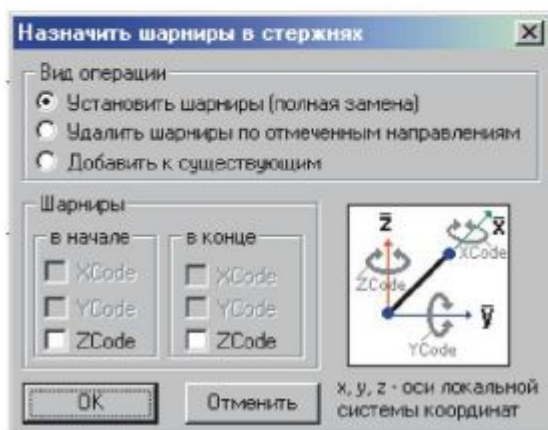 Назначить шарниры в стержнях
Вид операции
Установить шарниры (полная замена)
Удалить шарниры по отмеченным направлениям
Добавить к существующим
Шарниры
в начале
XCode
YCode
ZCode
в конце
XCode
YCode
ZCode
z
x
XCode
ZCode
y
YCode
OK
Отменить
x, y, z - оси локальной
системы координат